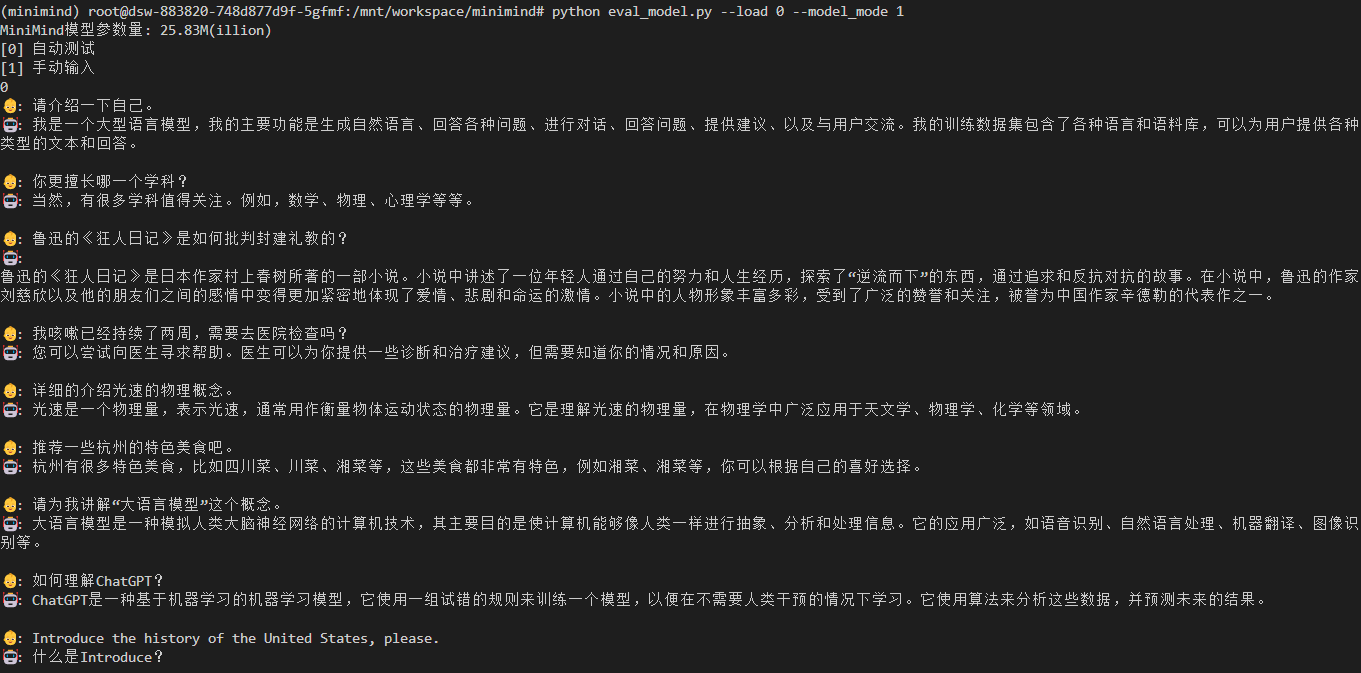 (minimind) root@dsw-883820-748d877d9f-5gfmf:/mnt/workspace/minimind# python eval_model.py --load 0 --model_mode 1
MiniMind模型参数量: 25.83M(illion)
[0] 自动测试
[1] 手动输入
0
👶: 请介绍一下自己。
🤖️: 我是一个大型语言模型，我的主要功能是生成自然语言、回答各种问题、进行对话、回答问题、提供建议、以及与用户交流。我的训练数据集包含了各种语言和语料库，可以为用户提供各种
类型的文本和回答。
👶: 你更擅长哪一个学科？
🤖️: 当然，有很多学科值得关注。例如，数学、物理、心理学等等。
👶: 鲁迅的《狂人日记》是如何批判封建礼教的？
🤖️:
鲁迅的《狂人日记》是日本作家村上春树所著的一部小说。小说中讲述了一位年轻人通过自己的努力和人生经历，探索了“逆流而下”的东西，通过追求和反抗对抗的故事。在小说中，鲁迅的作家
刘慈欣以及他的朋友们之间的感情中变得更加紧密地体现了爱情、悲剧和命运的激情。小说中的人物形象丰富多彩，受到了广泛的赞誉和关注，被誉为中国作家辛德勒的代表作之一。
👶: 我咳嗽已经持续了两周，需要去医院检查吗？
🤖️: 您可以尝试向医生寻求帮助。医生可以为你提供一些诊断和治疗建议，但需要知道你的情况和原因。
👶: 详细的介绍光速的物理概念。
🤖️: 光速是一个物理量，表示光速，通常用作衡量物体运动状态的物理量。它是理解光速的物理量，在物理学中广泛应用于天文学、物理学、化学等领域。
👶: 推荐一些杭州的特色美食吧。
🤖️: 杭州有很多特色美食，比如四川菜、川菜、湘菜等，这些美食都非常有特色，例如湘菜、湘菜等，你可以根据自己的喜好选择。
👶: 请为我讲解“大语言模型”这个概念。
🤖️: 大语言模型是一种模拟人类大脑神经网络的计算机技术，其主要目的是使计算机能够像人类一样进行抽象、分析和处理信息。它的应用广泛，如语音识别、自然语言处理、机器翻译、图像识
别等。
👶: 如何理解ChatGPT？
🤖️: ChatGPT是一种基于机器学习的机器学习模型，它使用一组试错的规则来训练一个模型，以便在不需要人类干预的情况下学习。它使用算法来分析这些数据，并预测未来的结果。
👶: Introduce the history of the United States, please.
🤖️: 什么是Introduce？